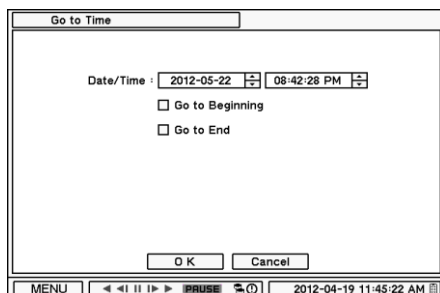 Go to Time
Date/Time : 2012-05-22 08:42:28 PM
Go to Beginning
Go to End
OK Cancel
MENU PAUSE 2012-04-19 11:45:22 AM